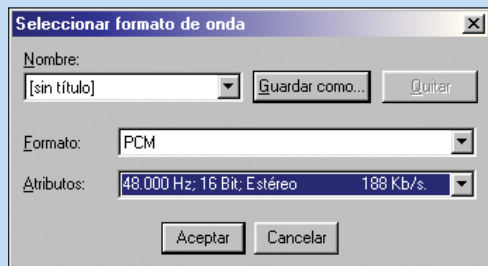 Seleccionar formato de onda
Nombre:
[sin título] Guardar como... Quitar
Formato: PCM
Atributos: 48.000 Hz; 16 Bit; Estéreo 188 Kb/s.
Aceptar Cancelar